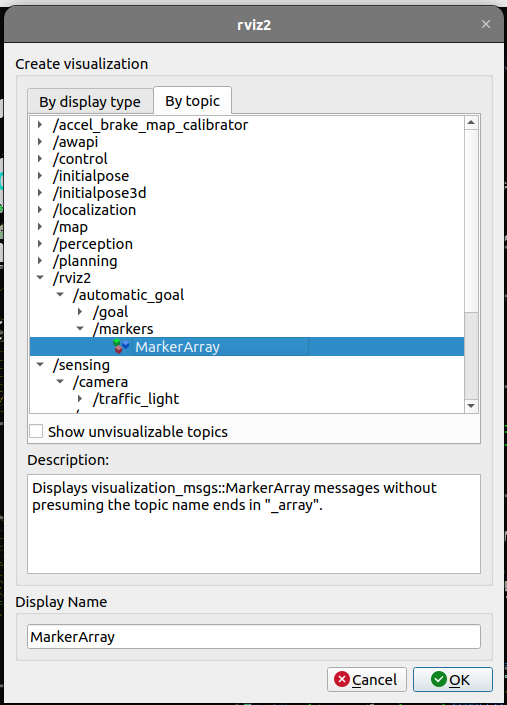 rviz2
Create visualization
By display type By topic
/accel_brake_map_calibrator
/awapi
/control
/initialpose
/initialpose3d
/localization
/map
/perception
/planning
/rviz2
/automatic_goal
/goal
/markers
MarkerArray
/sensing
/camera
/traffic_light
Show unvisualizable topics
Description:
Displays visualization_msgs::MarkerArray messages without
presuming the topic name ends in "_array".
Display Name
MarkerArray
Cancel OK